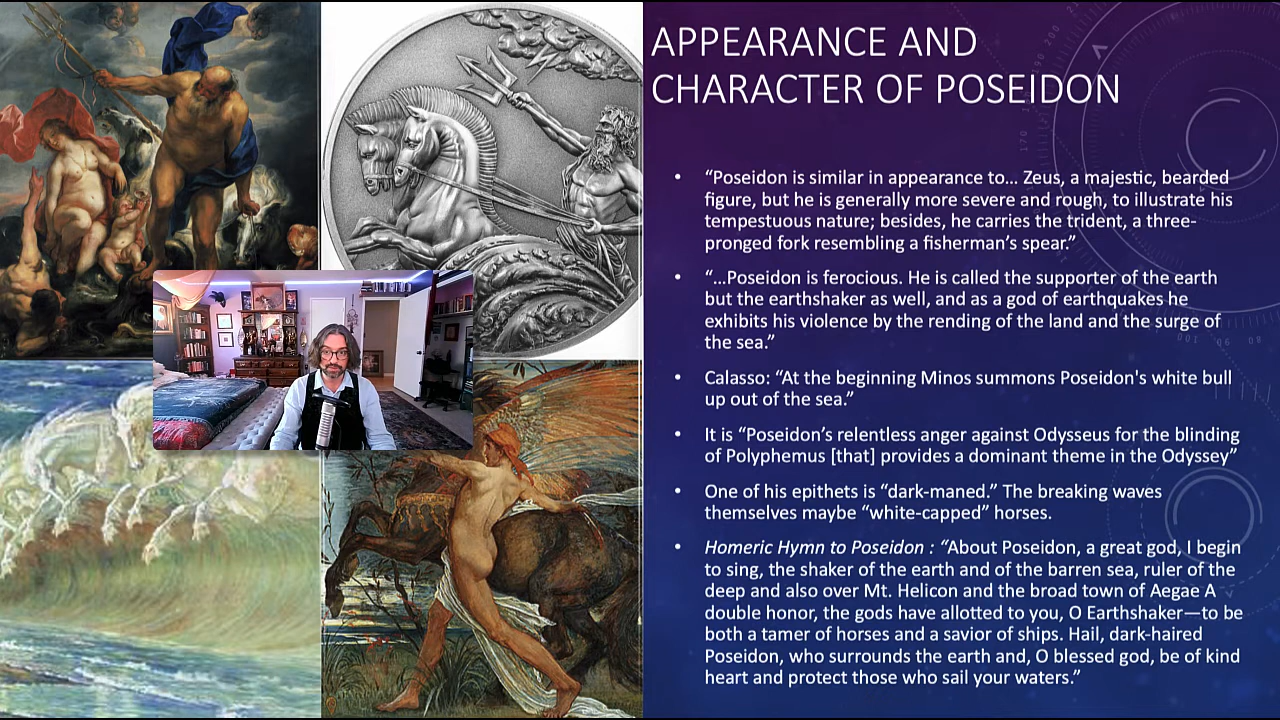 APPEARANCE AND
CHARACTER OF POSEIDON
• “Poseidon is similar in appearance to… Zeus, a majestic, bearded
figure, but he is generally more severe and rough, to illustrate his
tempestuous nature; besides, he carries the trident, a three-
pronged fork resembling a fisherman’s spear.”
• “…Poseidon is ferocious. He is called the supporter of the earth
but the earthshaker as well, and as a god of earthquakes he
exhibits his violence by the rending of the land and the surge of
the sea.”
• Calasso: “At the beginning Minos summons Poseidon's white bull
up out of the sea.”
• It is “Poseidon’s relentless anger against Odysseus for the blinding
of Polyphemus [that] provides a dominant theme in the Odyssey”
• One of his epithets is “dark-maned.” The breaking waves
themselves maybe “white-capped” horses.
• Homeric Hymn to Poseidon : “About Poseidon, a great god, I begin
to sing, the shaker of the earth and of the barren sea, ruler of the
deep and also over Mt. Helicon and the broad town of Aegae A
double honor, the gods have allotted to you, O Earthshaker—to be
both a tamer of horses and a savior of ships. Hail, dark-haired
Poseidon, who surrounds the earth and, O blessed god, be of kind
heart and protect those who sail your waters.”